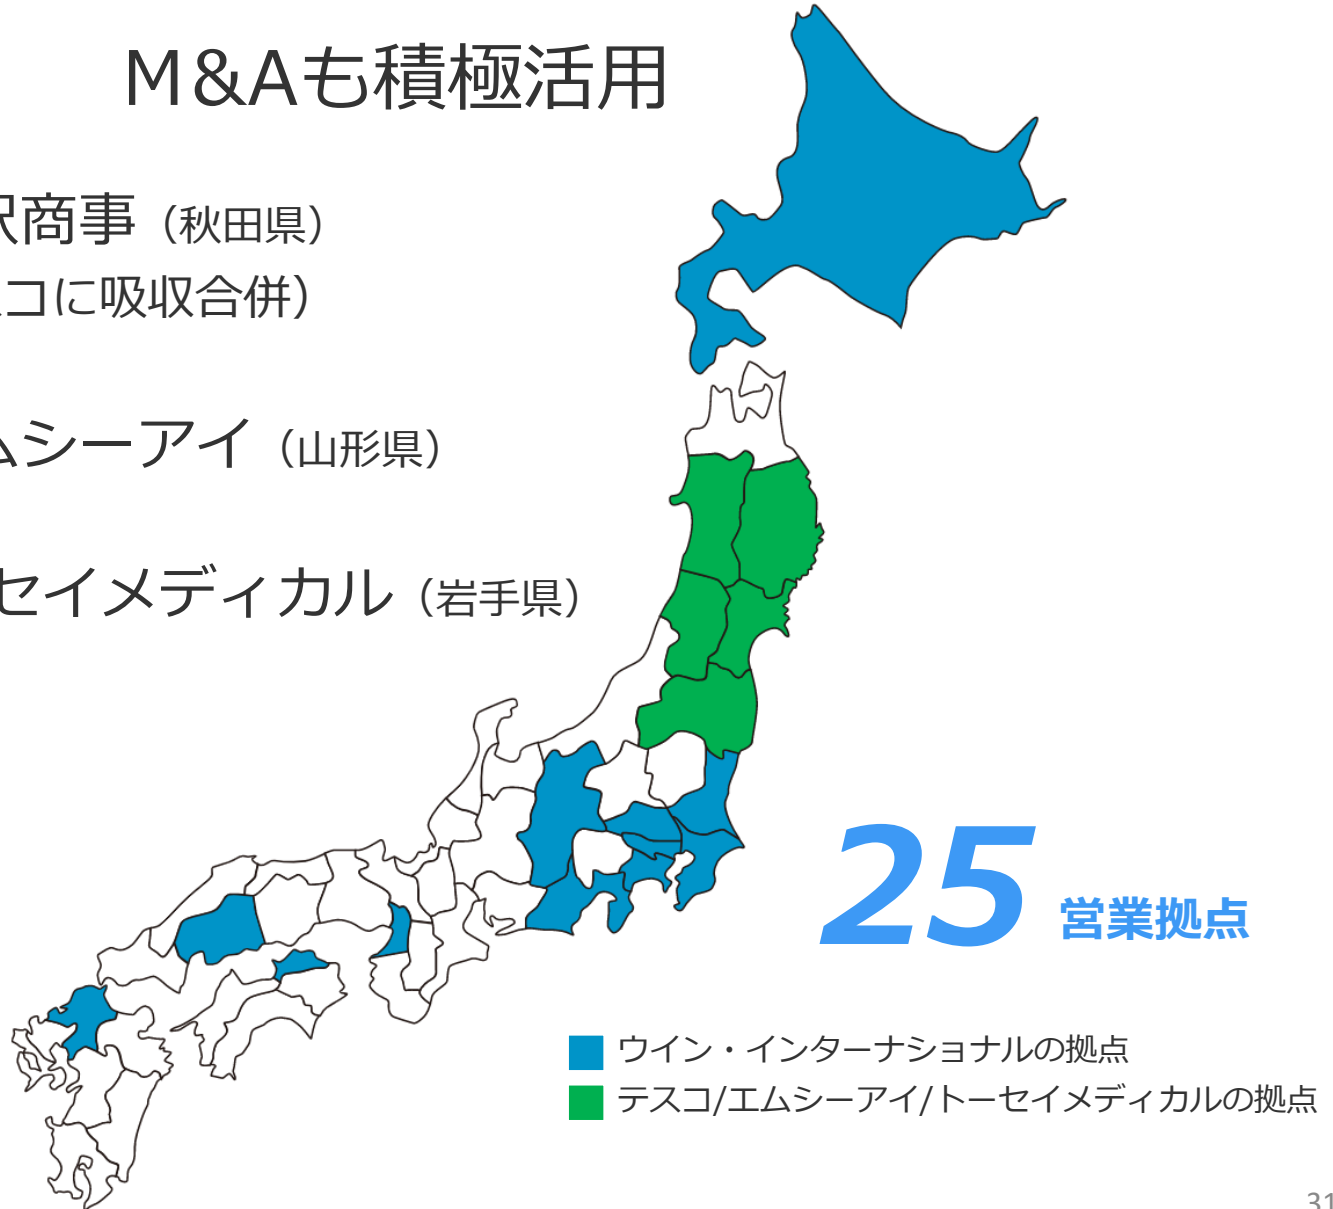 M&Aも積極活用
商事（秋田県）
コに吸収合併）
ムシーアイ（山形県）
セイメディカル（岩手県）
25 営業拠点
ウイン・インターナショナルの拠点
テスコ/エムシーアイ/トーセイメディカルの拠点
31